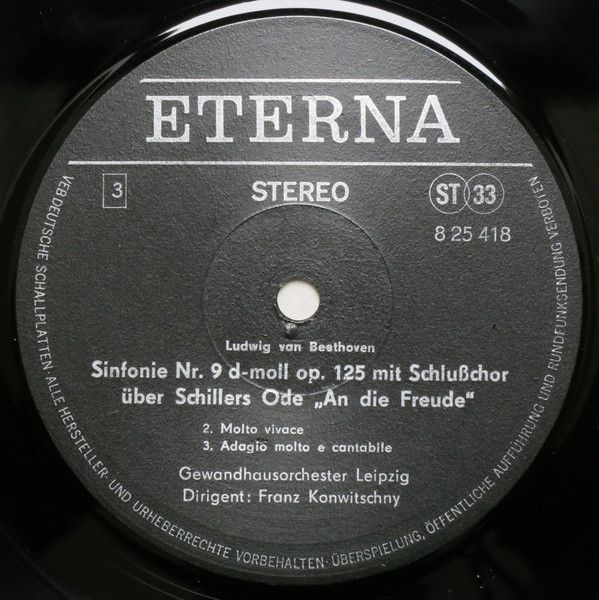 ETERNA
3
STEREO
ST 33
8 25 418
Ludwig van Beethoven
Sinfonie Nr. 9 d-moll op. 125 mit Schlußchor
über Schillers Ode „An die Freude“
2. Molto vivace
3. Adagio molto e cantabile
Gewandhausorchester Leipzig
Dirigent: Franz Konwitschny
VEB DEUTSCHE SCHALLPLATTEN · ALLE HERSTELLER- UND URHEBERRECHTE VORBEHALTEN · ÜBERSPIELUNG, ÖFFENTLICHE AUFFÜHRUNG UND RUNDFUNKSENDUNG VERBOTEN